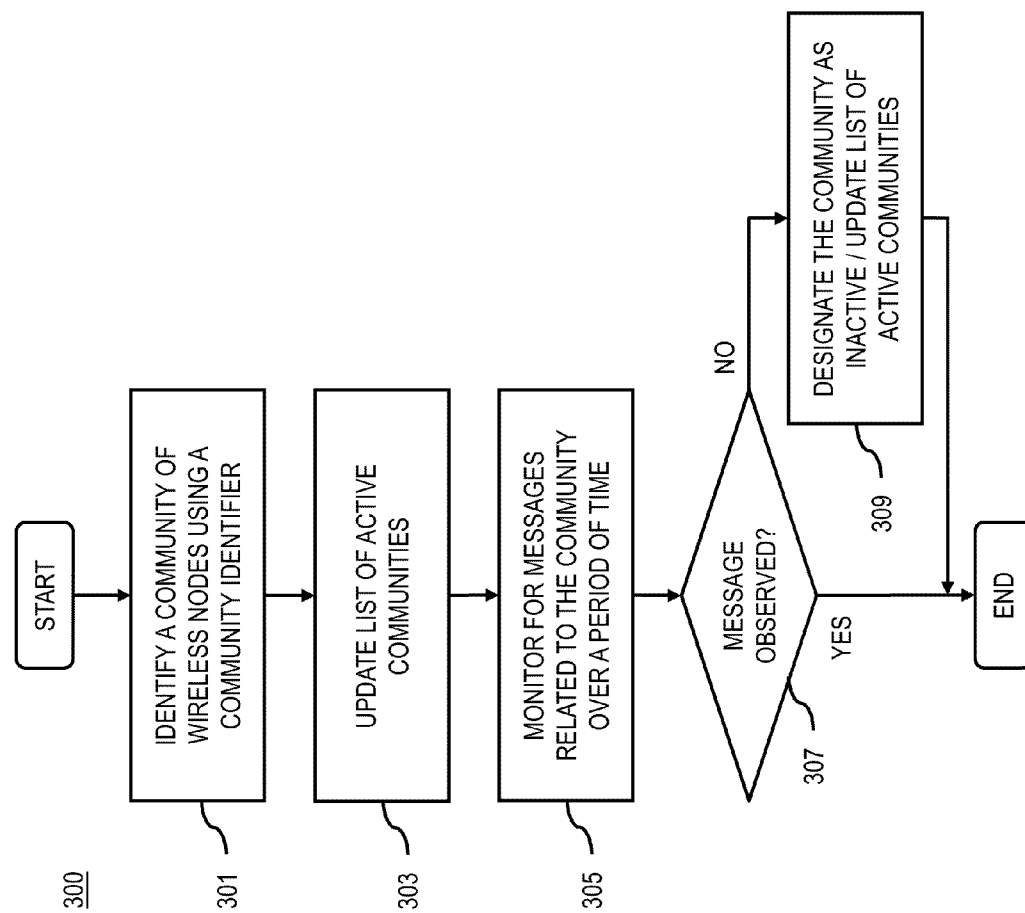 300
START
301
IDENTIFY A COMMUNITY OF
WIRELESS NODES USING A
COMMUNITY IDENTIFIER
303
UPDATE LIST OF ACTIVE
COMMUNITIES
305
MONITOR FOR MESSAGES
RELATED TO THE COMMUNITY
OVER A PERIOD OF TIME
307
MESSAGE
OBSERVED?
NO
YES
309
DESIGNATE THE COMMUNITY AS
INACTIVE / UPDATE LIST OF
ACTIVE COMMUNITIES
END